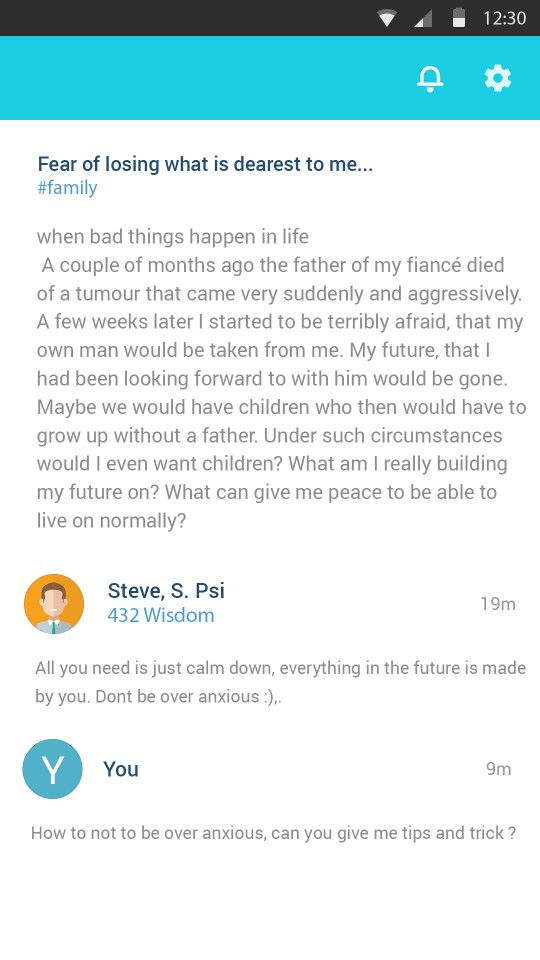 12:30
Fear of losing what is dearest to me...
#family
when bad things happen in life
A couple of months ago the father of my fiancé died
of a tumour that came very suddenly and aggressively.
A few weeks later I started to be terribly afraid, that my
own man would be taken from me. My future, that I
had been looking forward to with him would be gone.
Maybe we would have children who then would have to
grow up without a father. Under such circumstances
would I even want children? What am I really building
my future on? What can give me peace to be able to
live on normally?
Steve, S. Psi
19m
432 Wisdom
All you need is just calm down, everything in the future is made
by you. Dont be over anxious :),.
Y
You
9m
How to not to be over anxious, can you give me tips and trick ?